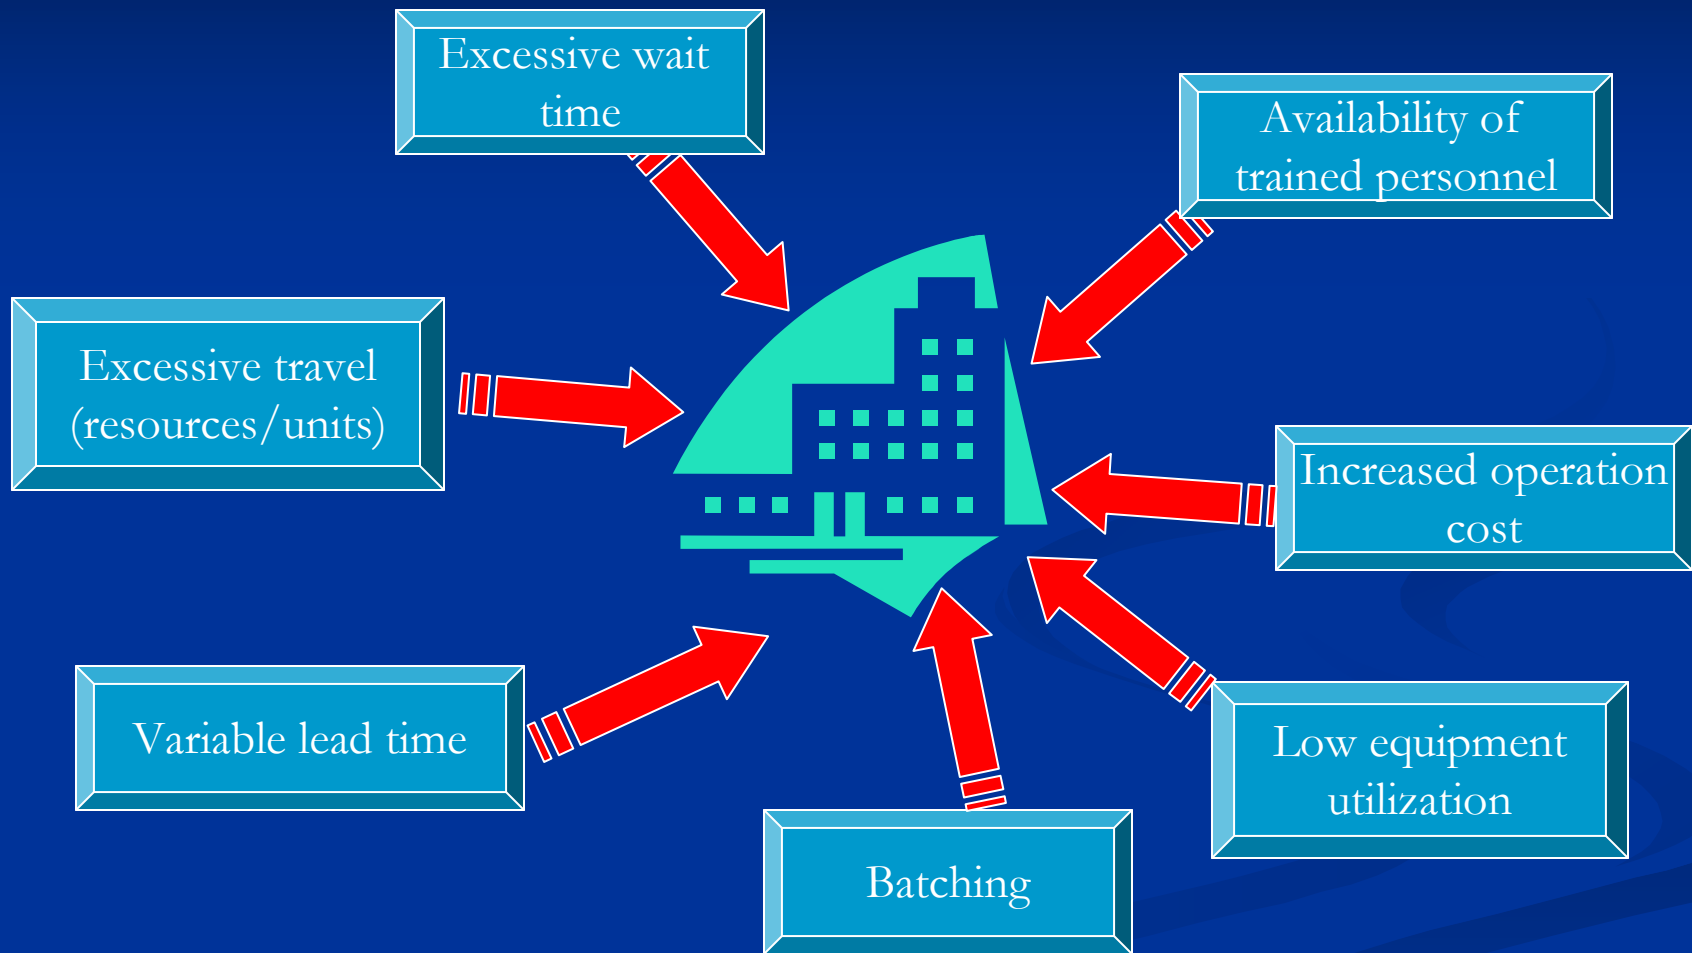 Excessive wait
time
Availability of
trained personnel
Excessive travel
(resources/units)
Increased operation
cost
Variable lead time
Low equipment
utilization
Batching